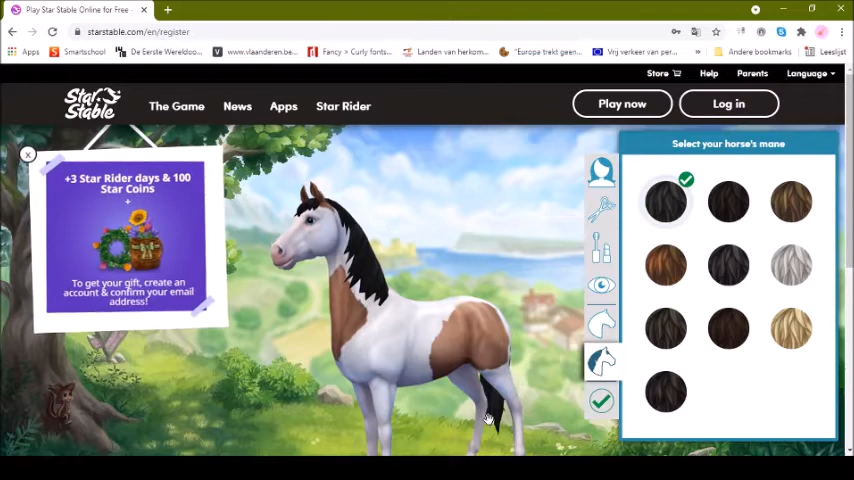 Play Star Stable Online for Free -
starstable.com/en/register
Apps
Smartschool
De Eerste Wereldoo...
www.vlaanderen.be...
Fancy > Curly fonts...
Landen van herkom...
"Europa trekt geen...
Vrij verkeer van per...
»
Andere bookmarks
Leeslijst
Store
Help
Parents
Language
Star Stable
The Game
News
Apps
Star Rider
Play now
Log in
x
+3 Star Rider days & 100
Star Coins
+
To get your gift, create an
account & confirm your email
address!
Select your horse's mane